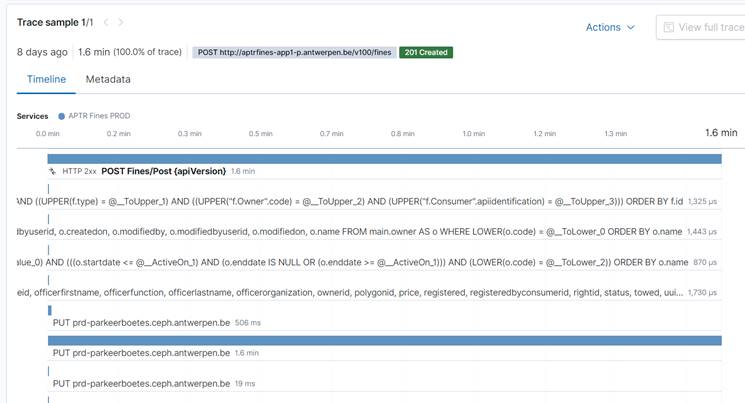 Trace sample 1/1
Actions
View full trace
8 days ago 1.6 min (100.0% of trace) POST http://aptrfines-app1-p.antwerpen.be/v100/fines 201 Created
Timeline Metadata
Services APTR Fines PROD
0.0 min 0.2 min 0.3 min 0.5 min 0.7 min 0.8 min 1.0 min 1.2 min 1.3 min 1.6 min
HTTP 2xx POST Fines/Post {apiVersion} 1.6 min
AND ((UPPER(f.type) = @__ToUpper_1) AND ((UPPER("f.Owner".code) = @__ToUpper_2) AND (UPPER("f.Consumer".apiidentification) = @__ToUpper_3))) ORDER BY f.id 1,325 μs
dbyuserid, o.createdon, o.modifiedby, o.modifiedbyuserid, o.modifiedon, o.name FROM main.owner AS o WHERE LOWER(o.code) = @__ToLower_0 ORDER BY o.name 1,443 μs
alue_0) AND (((o.startdate <= @__ActiveOn_1) AND (o.enddate IS NULL OR (o.enddate >= @__ActiveOn_1))) AND (LOWER(o.code) = @__ToLower_2)) ORDER BY o.name 870 μs
eid, officerfirstname, officerfunction, officerlastname, officerorganization, ownerid, polygonid, price, registered, registeredbyconsumerid, rightid, status, towed, uui... 1,730 μs
PUT prd-parkeerboetes.ceph.antwerpen.be 506 ms
PUT prd-parkeerboetes.ceph.antwerpen.be 1.6 min
PUT prd-parkeerboetes.ceph.antwerpen.be 19 ms